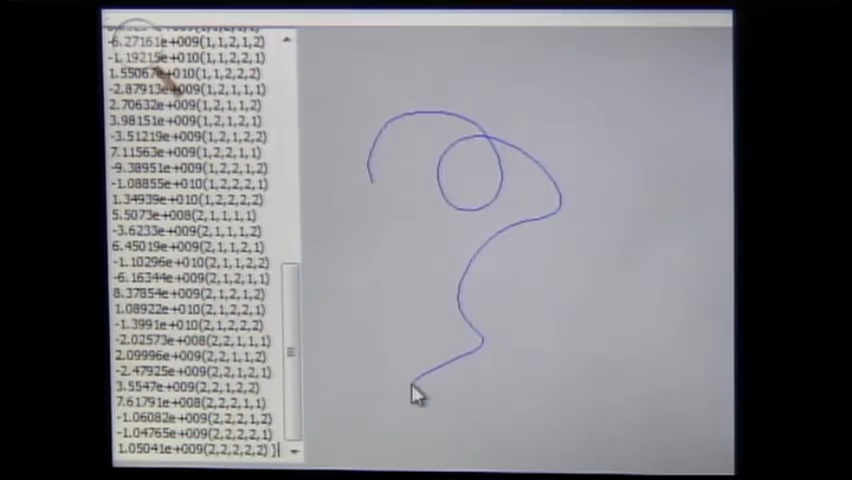 -6.27161e+009(1,1,2,1,2)
-1.19215e+010(1,1,2,2,1)
1.55067e+010(1,1,2,2,2)
-2.87913e+009(1,2,1,1,1)
2.70632e+009(1,2,1,1,2)
3.98151e+009(1,2,1,2,1)
-3.51219e+009(1,2,1,2,2)
7.11563e+009(1,2,2,1,1)
-9.38951e+009(1,2,2,1,2)
-1.08855e+010(1,2,2,2,1)
1.34939e+010(1,2,2,2,2)
5.5073e+008(2,1,1,1,1)
-3.6233e+009(2,1,1,1,2)
6.45019e+009(2,1,1,2,1)
-1.10296e+010(2,1,1,2,2)
-6.16344e+009(2,1,2,1,1)
8.37854e+009(2,1,2,1,2)
1.08922e+010(2,1,2,2,1)
-1.3991e+010(2,1,2,2,2)
-2.02573e+008(2,2,1,1,1)
2.09996e+009(2,2,1,1,2)
-2.47925e+009(2,2,1,2,1)
3.5547e+009(2,2,1,2,2)
7.61791e+008(2,2,2,1,1)
-1.06082e+009(2,2,2,1,2)
-1.04765e+009(2,2,2,2,1)
1.05041e+009(2,2,2,2,2) }